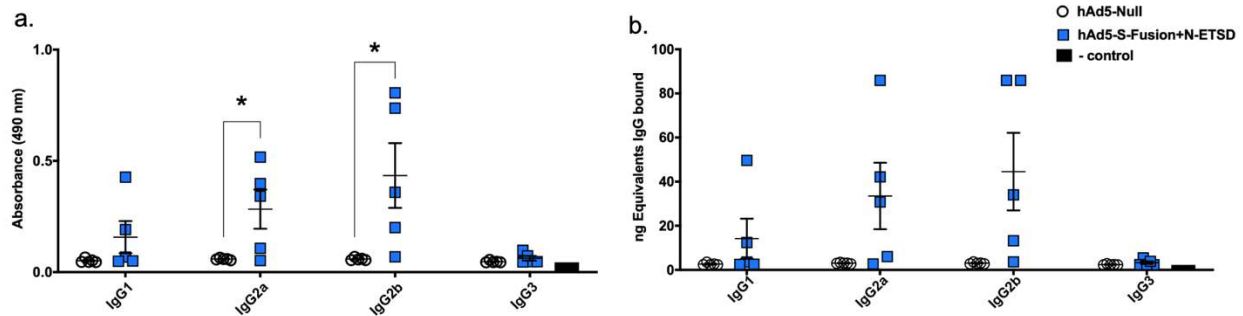 a.
Absorbance (490 nm)
1.0
0.5
0.0
*
*
IgG1
IgG2a
IgG2b
IgG3
b.
ng Equivalents IgG bound
100
80
60
40
20
0
IgG1
IgG2a
IgG2b
IgG3
hAd5-Null
hAd5-S-Fusion+N-ETSD
- control